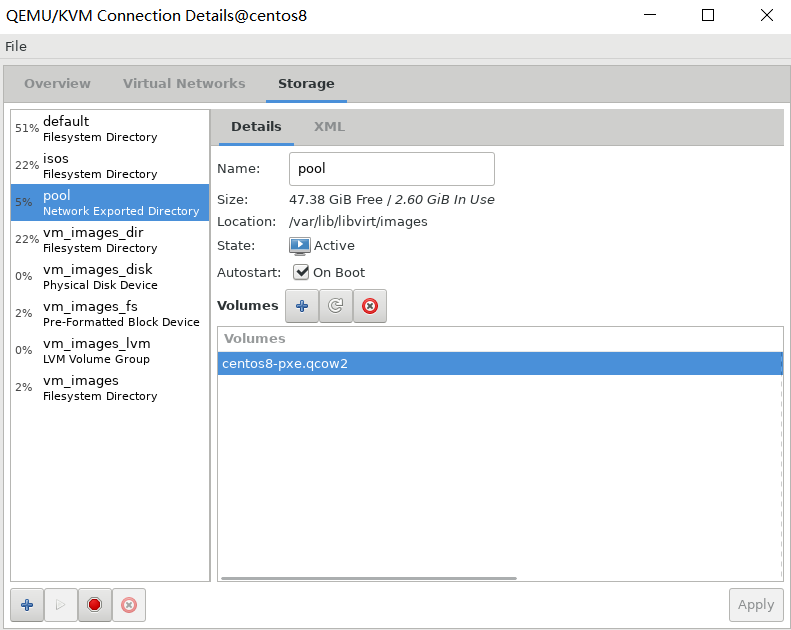 QEMU/KVM Connection Details@centos8
File
Overview Virtual Networks Storage
51% default
Filesystem Directory
22% isos
Filesystem Directory
5% pool
Network Exported Directory
22% vm_images_dir
Filesystem Directory
0% vm_images_disk
Physical Disk Device
2% vm_images_fs
Pre-Formatted Block Device
0% vm_images_lvm
LVM Volume Group
2% vm_images
Filesystem Directory
Details XML
Name: pool
Size: 47.38 GiB Free / 2.60 GiB In Use
Location: /var/lib/libvirt/images
State: Active
Autostart: On Boot
Volumes
Volumes
centos8-pxe.qcow2
Apply